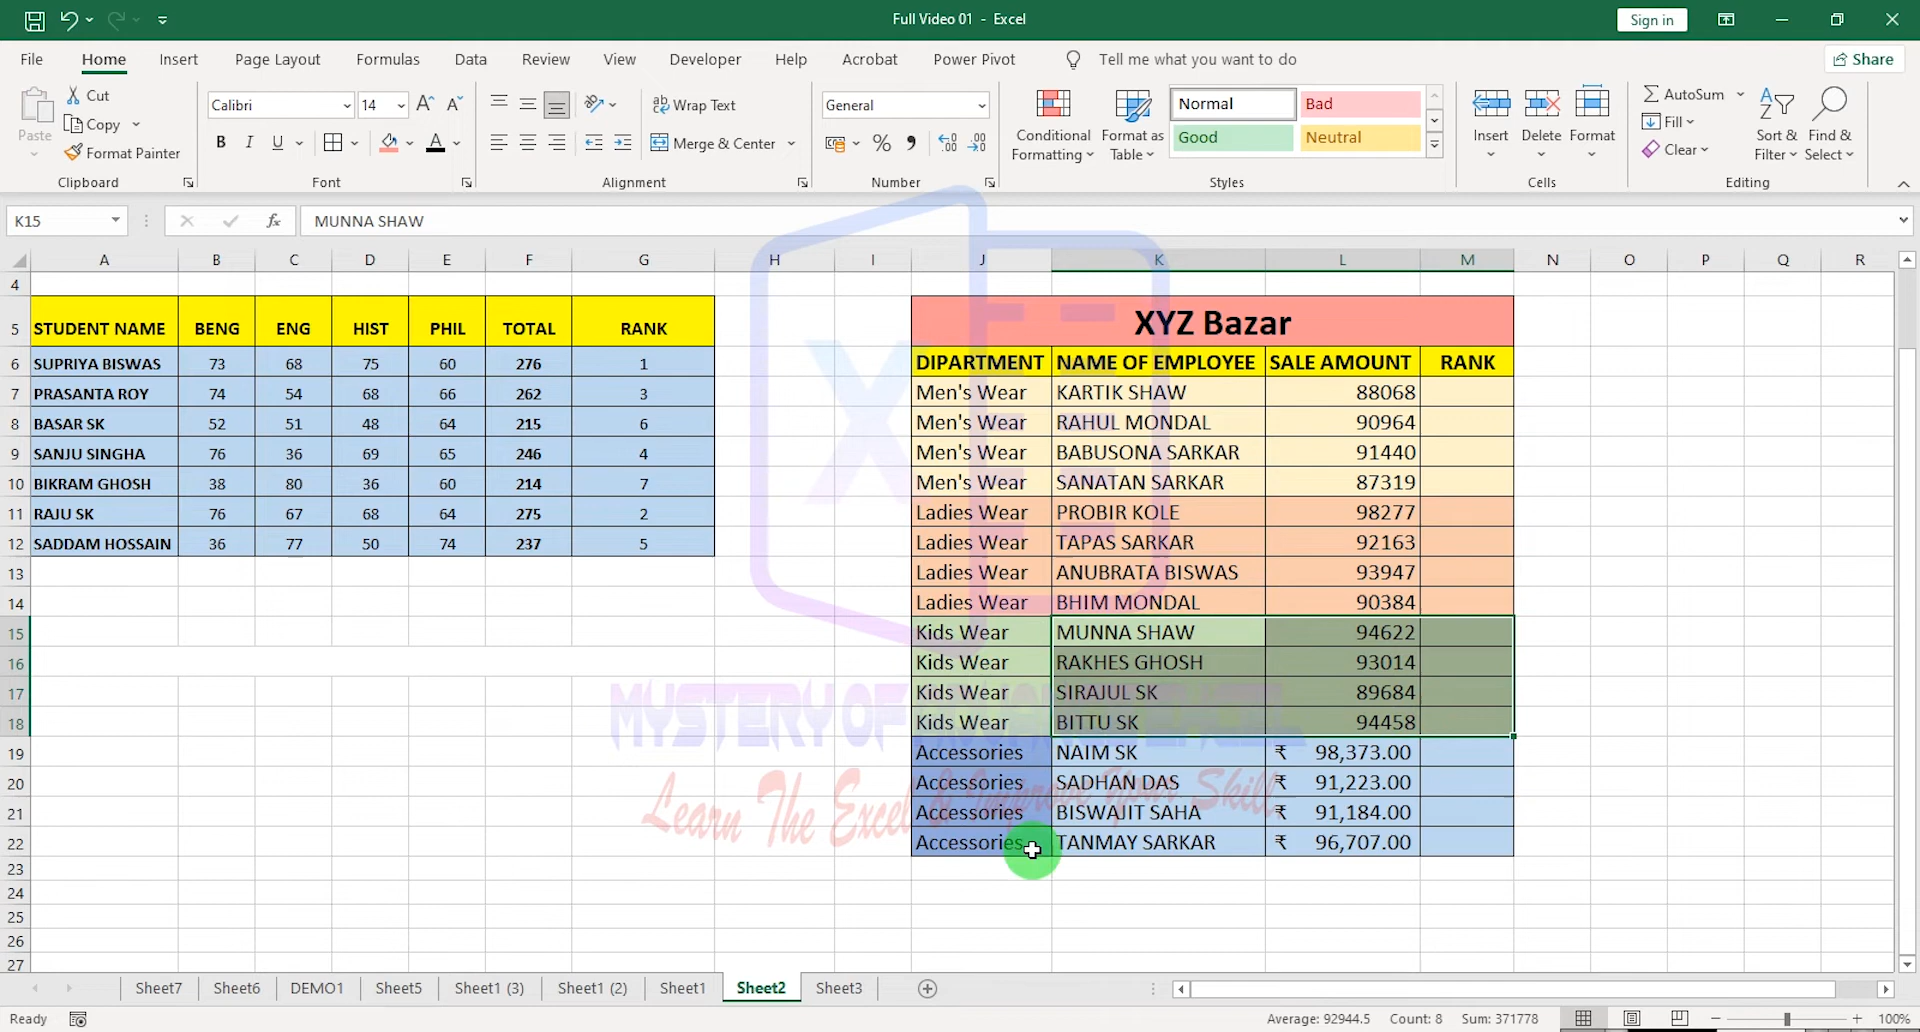 Full Video 01 - Excel
Sign in
File Home Insert Page Layout Formulas Data Review View Developer Help Acrobat Power Pivot Tell me what you want to do Share
Paste
Cut
Copy
Format Painter
Clipboard
Calibri 14
B I U A
Font
Wrap Text
Merge & Center
Alignment
General
%
Number
Conditional Formatting
Format as Table
Normal Bad
Good Neutral
Styles
Insert Delete Format
Cells
AutoSum
Fill
Clear
Sort & Filter
Find & Select
Editing
K15 fx MUNNA SHAW
A B C D E F G H I J K L M N O P Q R
4
5 STUDENT NAME BENG ENG HIST PHIL TOTAL RANK XYZ Bazar
6 SUPRIYA BISWAS 73 68 75 60 276 1 DIPARTMENT NAME OF EMPLOYEE SALE AMOUNT RANK
7 PRASANTA ROY 74 54 68 66 262 3 Men's Wear KARTIK SHAW 88068
8 BASAR SK 52 51 48 64 215 6 Men's Wear RAHUL MONDAL 90964
9 SANJU SINGHA 76 36 69 65 246 4 Men's Wear BABUSONA SARKAR 91440
10 BIKRAM GHOSH 38 80 36 60 214 7 Men's Wear SANATAN SARKAR 87319
11 RAJU SK 76 67 68 64 275 2 Ladies Wear PROBIR KOLE 98277
12 SADDAM HOSSAIN 36 77 50 74 237 5 Ladies Wear TAPAS SARKAR 92163
13 Ladies Wear ANUBRATA BISWAS 93947
14 Ladies Wear BHIM MONDAL 90384
15 Kids Wear MUNNA SHAW 94622
16 Kids Wear RAKHES GHOSH 93014
17 Kids Wear SIRAJUL SK 89684
MYSTERY OF
18 Kids Wear BITTU SK 94458
19 Accessories NAIM SK ₹ 98,373.00
20 Accessories SADHAN DAS ₹ 91,223.00
Learn The Excel & Improve Your Skill
21 Accessories BISWAJIT SAHA ₹ 91,184.00
22 Accessories TANMAY SARKAR ₹ 96,707.00
23
24
25
26
27
Sheet7 Sheet6 DEMO1 Sheet5 Sheet1 (3) Sheet1 (2) Sheet1 Sheet2 Sheet3
Ready Average: 92944.5 Count: 8 Sum: 371778 100%